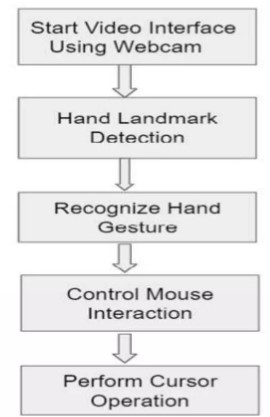 Start Video Interface
Using Webcam
Hand Landmark
Detection
Recognize Hand
Gesture
Control Mouse
Interaction
Perform Cursor
Operation